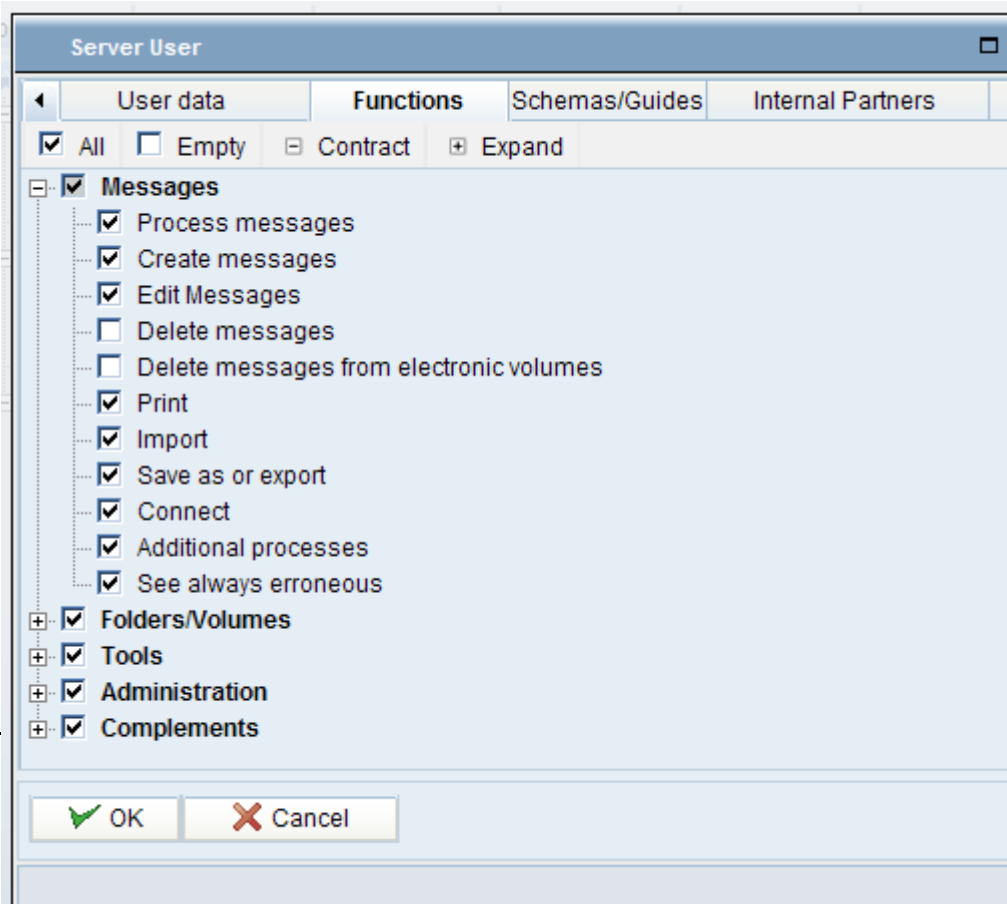 Server User
User data Functions Schemas/Guides Internal Partners
All Empty Contract Expand
Messages
Process messages
Create messages
Edit Messages
Delete messages
Delete messages from electronic volumes
Print
Import
Save as or export
Connect
Additional processes
See always erroneous
Folders/Volumes
Tools
Administration
Complements
OK Cancel